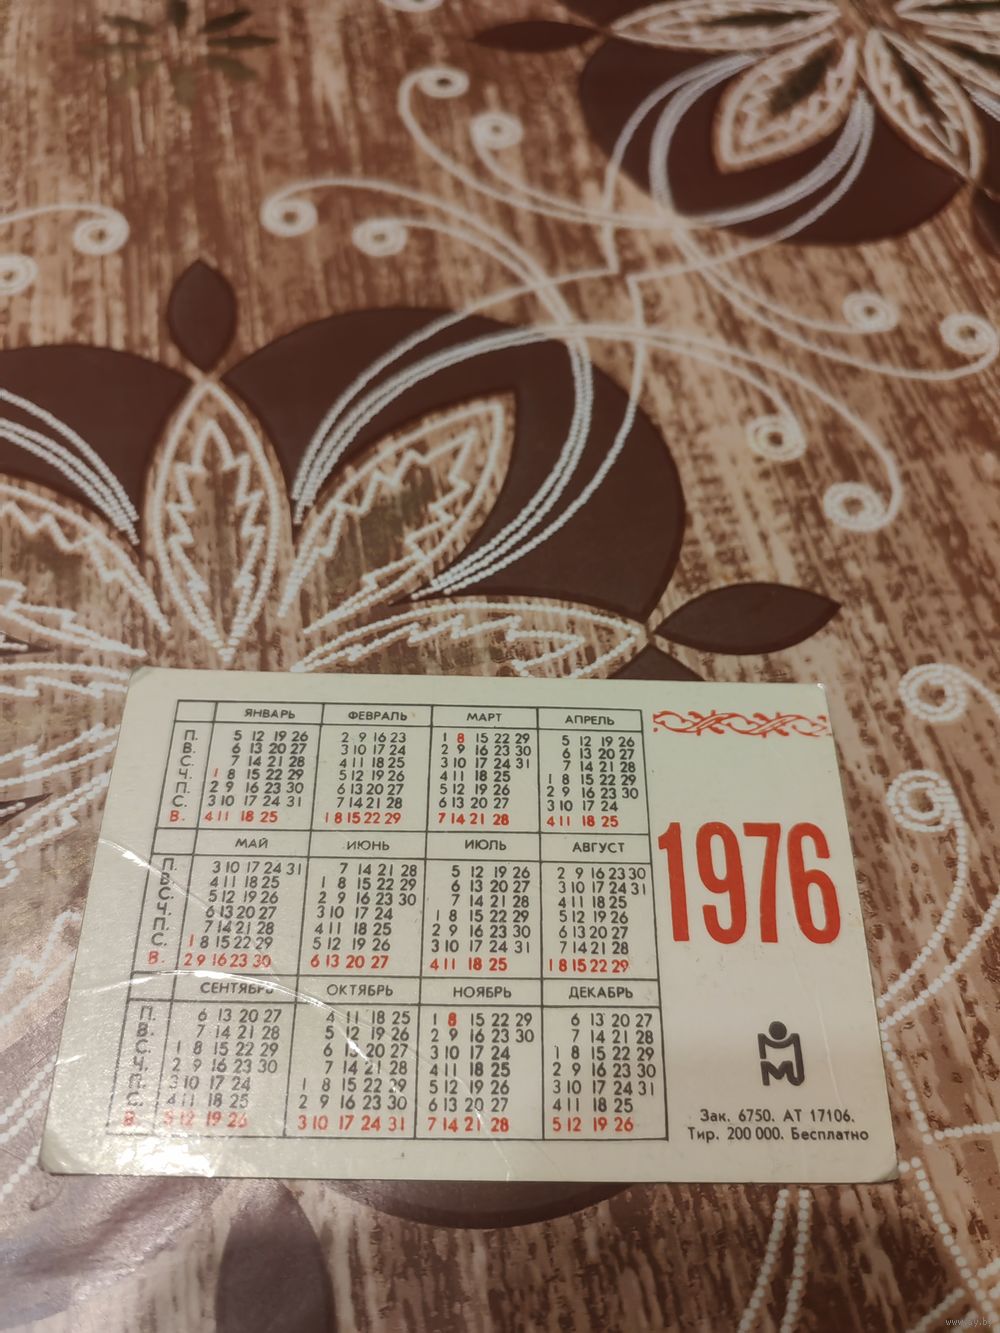 ЯНВАРЬ ФЕВРАЛЬ МАРТ АПРЕЛЬ
П. 5 12 19 26 2 9 16 23 1 8 15 22 29 5 12 19 26
В. 6 13 20 27 3 10 17 24 2 9 16 23 30 6 13 20 27
С. 7 14 21 28 4 11 18 25 3 10 17 24 31 7 14 21 28
Ч. 1 8 15 22 29 5 12 19 26 4 11 18 25 1 8 15 22 29
П. 2 9 16 23 30 6 13 20 27 5 12 19 26 2 9 16 23 30
С. 3 10 17 24 31 7 14 21 28 6 13 20 27 3 10 17 24
В. 4 11 18 25 1 8 15 22 29 7 14 21 28 4 11 18 25
МАЙ ИЮНЬ ИЮЛЬ АВГУСТ
П. 3 10 17 24 31 7 14 21 28 5 12 19 26 2 9 16 23 30
В. 4 11 18 25 1 8 15 22 29 6 13 20 27 3 10 17 24 31
С. 5 12 19 26 2 9 16 23 30 7 14 21 28 4 11 18 25
Ч. 6 13 20 27 3 10 17 24 1 8 15 22 29 5 12 19 26
П. 7 14 21 28 4 11 18 25 2 9 16 23 30 6 13 20 27
С. 1 8 15 22 29 5 12 19 26 3 10 17 24 31 7 14 21 28
В. 2 9 16 23 30 6 13 20 27 4 11 18 25 1 8 15 22 29
СЕНТЯБРЬ ОКТЯБРЬ НОЯБРЬ ДЕКАБРЬ
П. 6 13 20 27 4 11 18 25 1 8 15 22 29 6 13 20 27
В. 7 14 21 28 5 12 19 26 2 9 16 23 30 7 14 21 28
С. 1 8 15 22 29 6 13 20 27 3 10 17 24 1 8 15 22 29
Ч. 2 9 16 23 30 7 14 21 28 4 11 18 25 2 9 16 23 30
П. 3 10 17 24 1 8 15 22 29 5 12 19 26 3 10 17 24 31
С. 4 11 18 25 2 9 16 23 30 6 13 20 27 4 11 18 25
В. 5 12 19 26 3 10 17 24 31 7 14 21 28 5 12 19 26
1976
Зак. 6750. АТ 17106.
Тир. 200 000. Бесплатно
www.ay.by